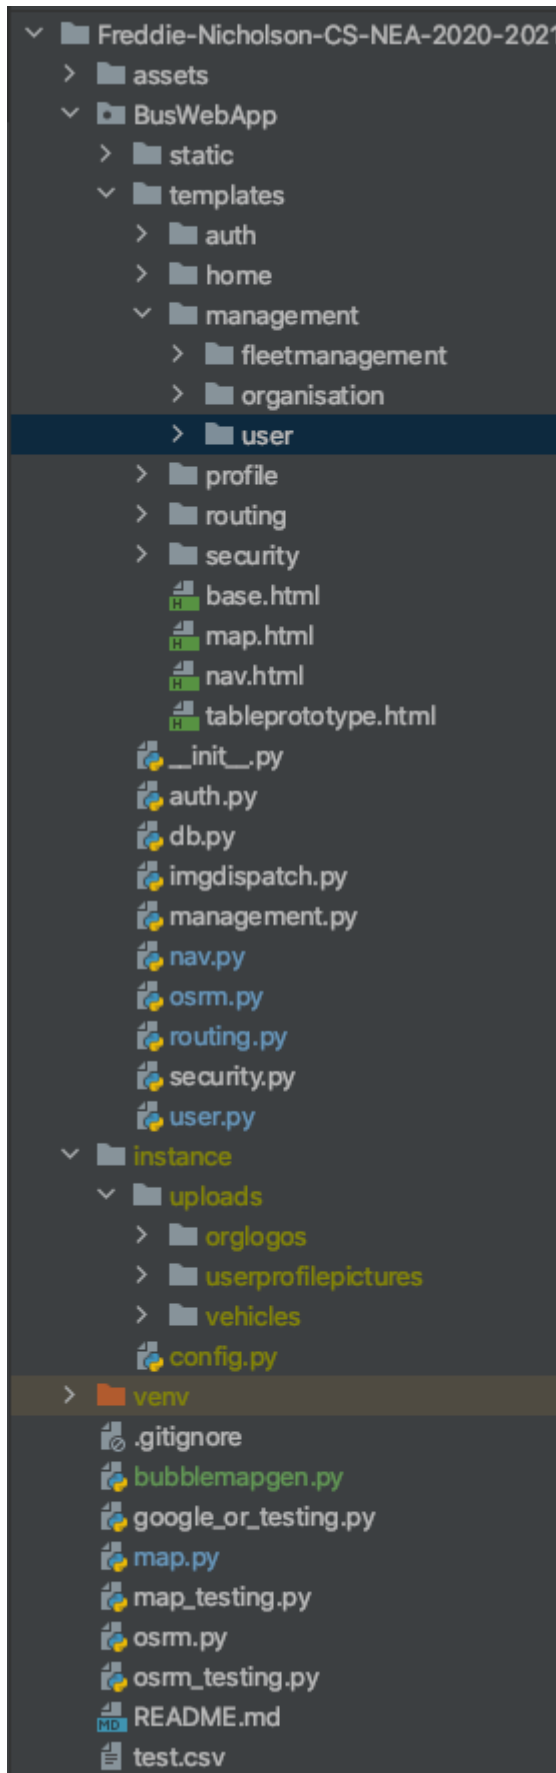 Freddie-Nicholson-CS-NEA-2020-2021
assets
BusWebApp
static
templates
auth
home
management
fleetmanagement
organisation
user
profile
routing
security
base.html
map.html
nav.html
tableprototype.html
__init__.py
auth.py
db.py
imgdispatch.py
management.py
nav.py
osrm.py
routing.py
security.py
user.py
instance
uploads
orglogos
userprofilepictures
vehicles
config.py
venv
.gitignore
bubblemapgen.py
google_or_testing.py
map.py
map_testing.py
osrm.py
osrm_testing.py
README.md
test.csv